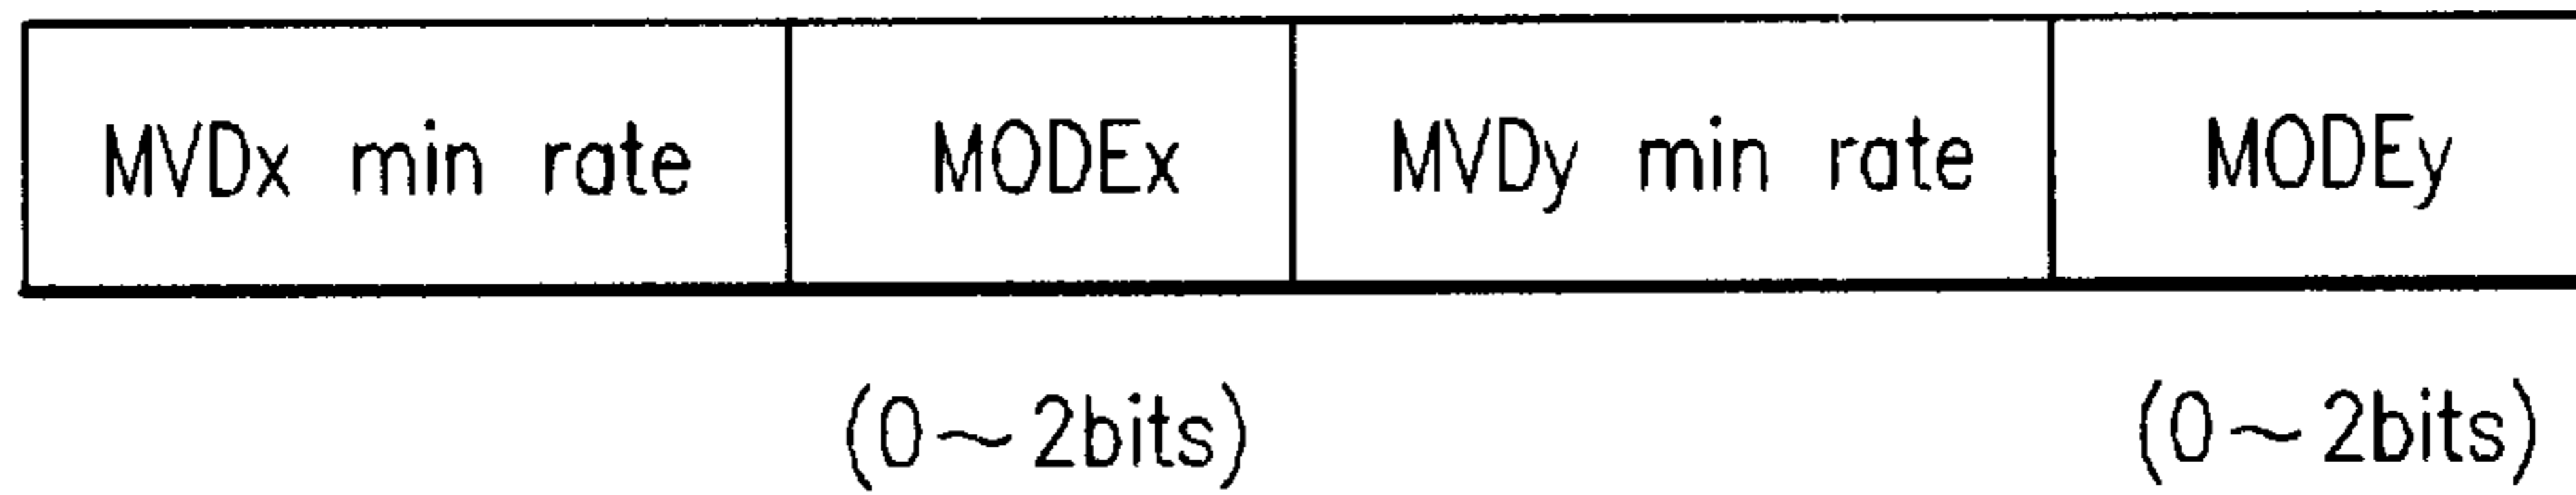 MVDx min rate MODEx MVDy min rate MODEy
(0~2bits) (0~2bits)